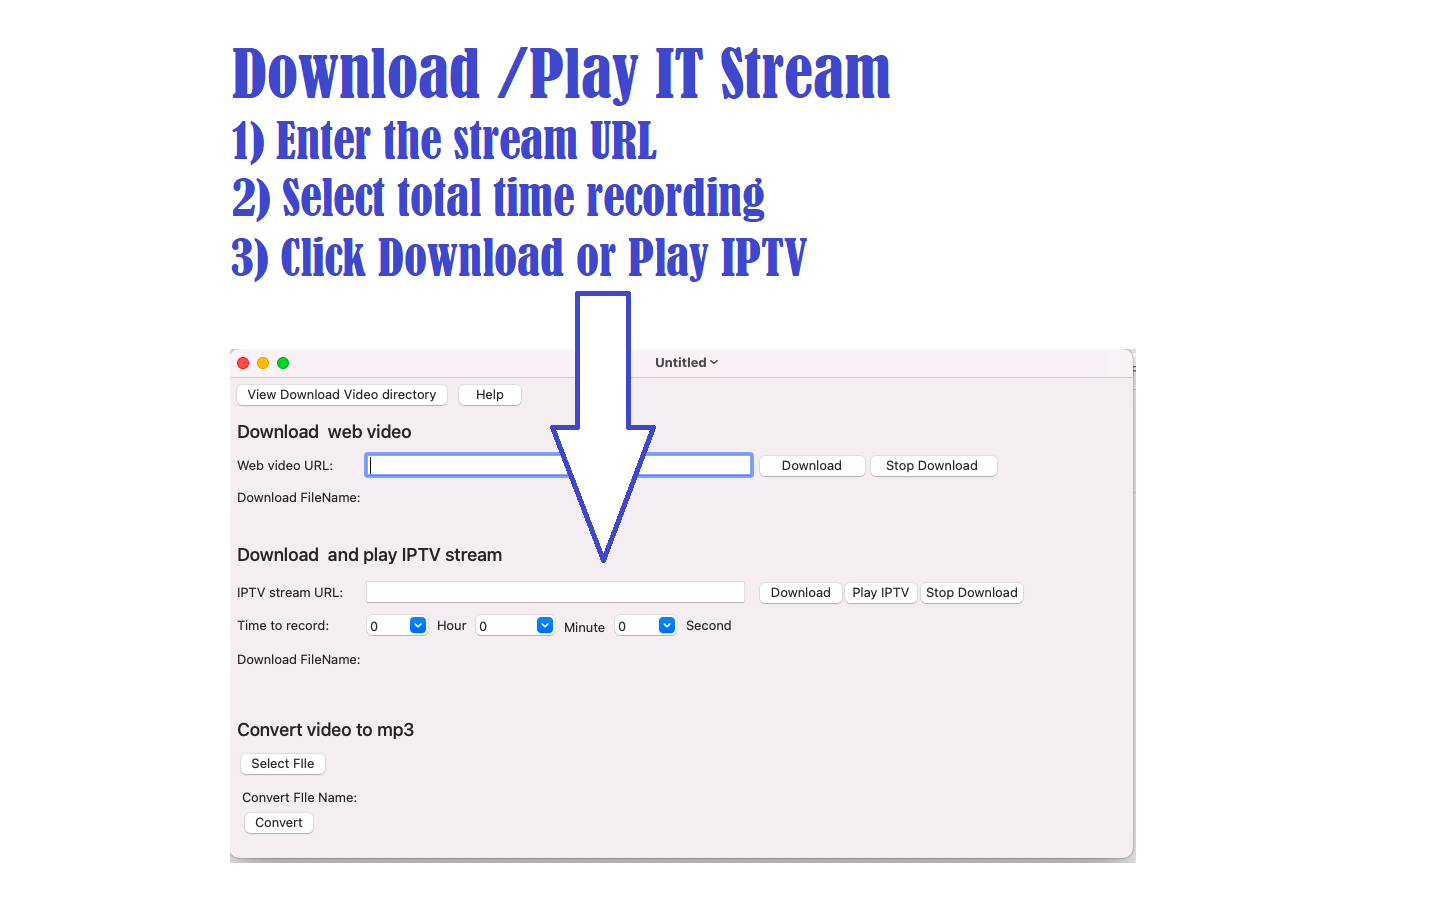 Download /Play IT Stream
1) Enter the stream URL
2) Select total time recording
3) Click Download or Play IPTV
Untitled
View Download Video directory Help
Download web video
Web video URL: Download Stop Download
Download FileName:
Download and play IPTV stream
IPTV stream URL: Download Play IPTV Stop Download
Time to record: 0 Hour 0 Minute 0 Second
Download FileName:
Convert video to mp3
Select FIle
Convert FIle Name:
Convert